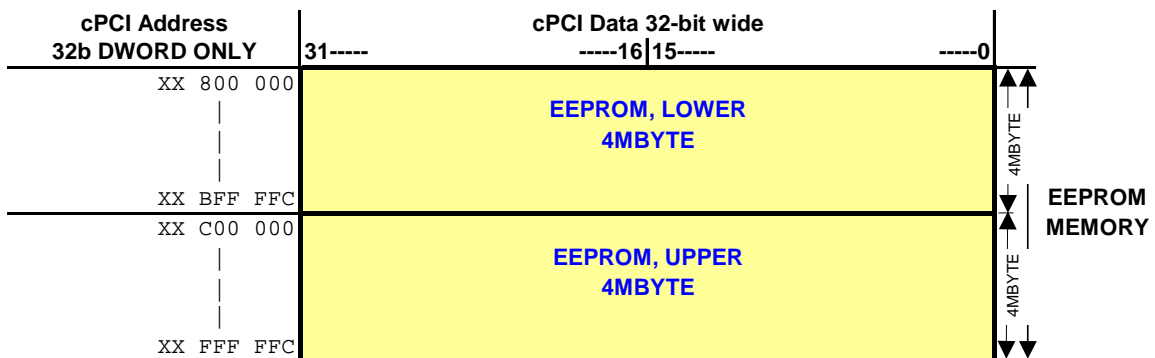 cPCI Address
32b DWORD ONLY
cPCI Data 32-bit wide
31-----
-----16
15-----
-----0
XX 800 000
|
|
|
XX BFF FFC
EEPROM, LOWER
4MBYTE
4MBYTE
EEPROM
MEMORY
XX C00 000
|
|
|
XX FFF FFC
EEPROM, UPPER
4MBYTE
4MBYTE